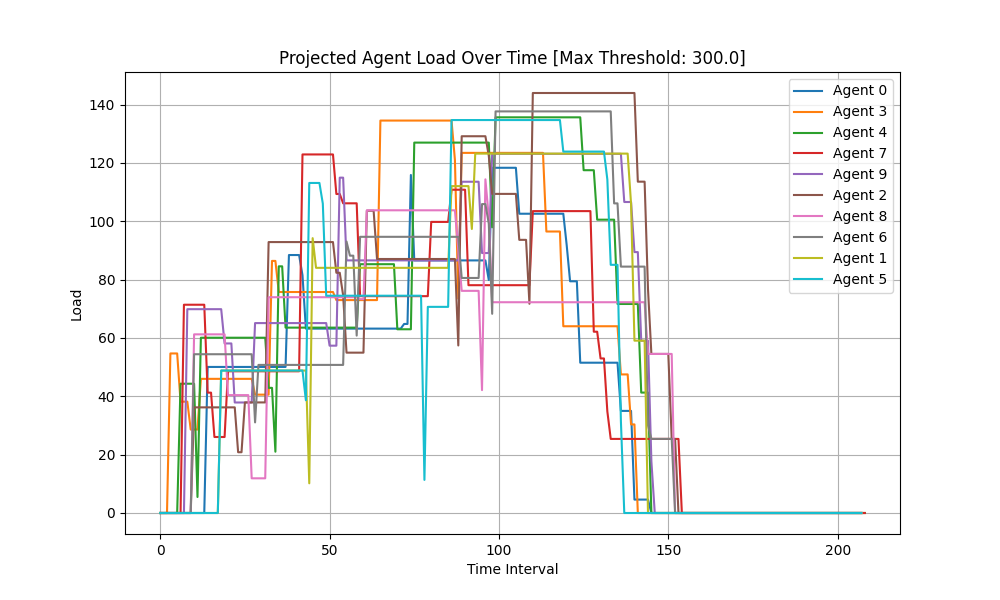 Projected Agent Load Over Time [Max Threshold: 300.0]
Load
140
120
100
80
60
40
20
0
0
50
100
150
200
Time Interval
Agent 0
Agent 3
Agent 4
Agent 7
Agent 9
Agent 2
Agent 8
Agent 6
Agent 1
Agent 5